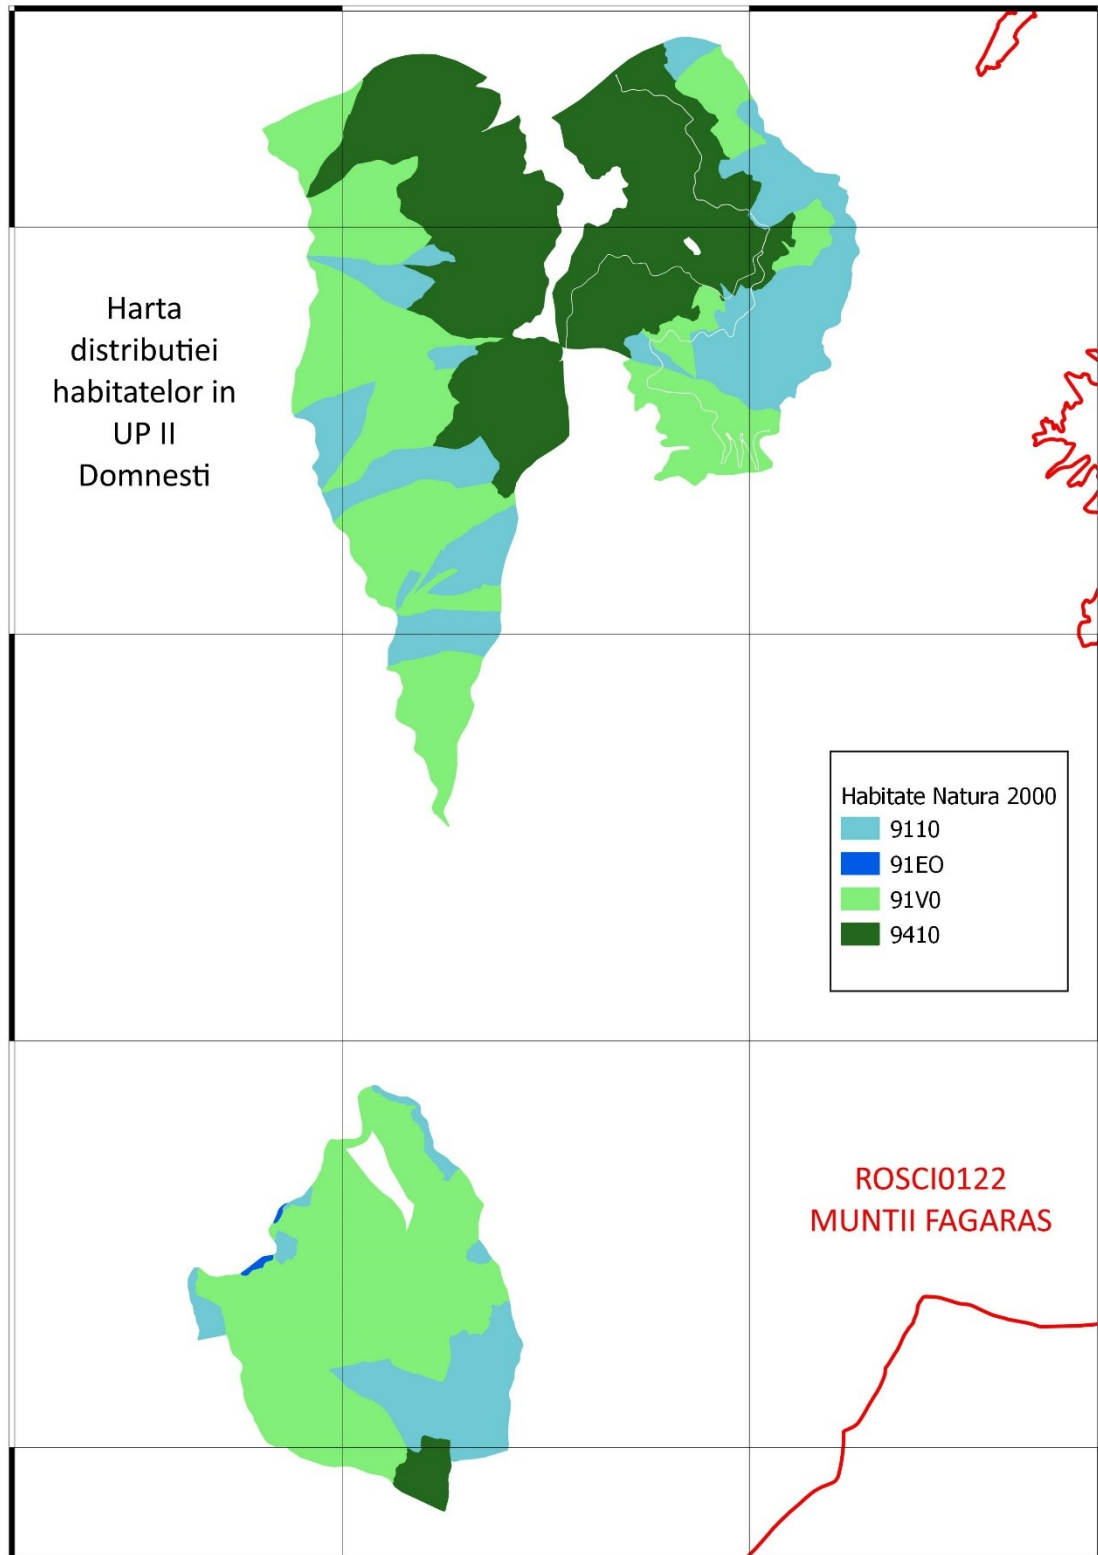 Harta
distributiei
habitatelor in
UP II
Domnesti
Habitate Natura 2000
9110
91EO
91V0
9410
ROSCI0122
MUNTII FAGARAS